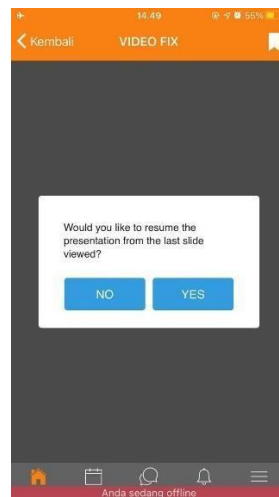 14.49
55%
Kembali
VIDEO FIX
Would you like to resume the
presentation from the last slide
viewed?
NO
YES
Anda sedang offline